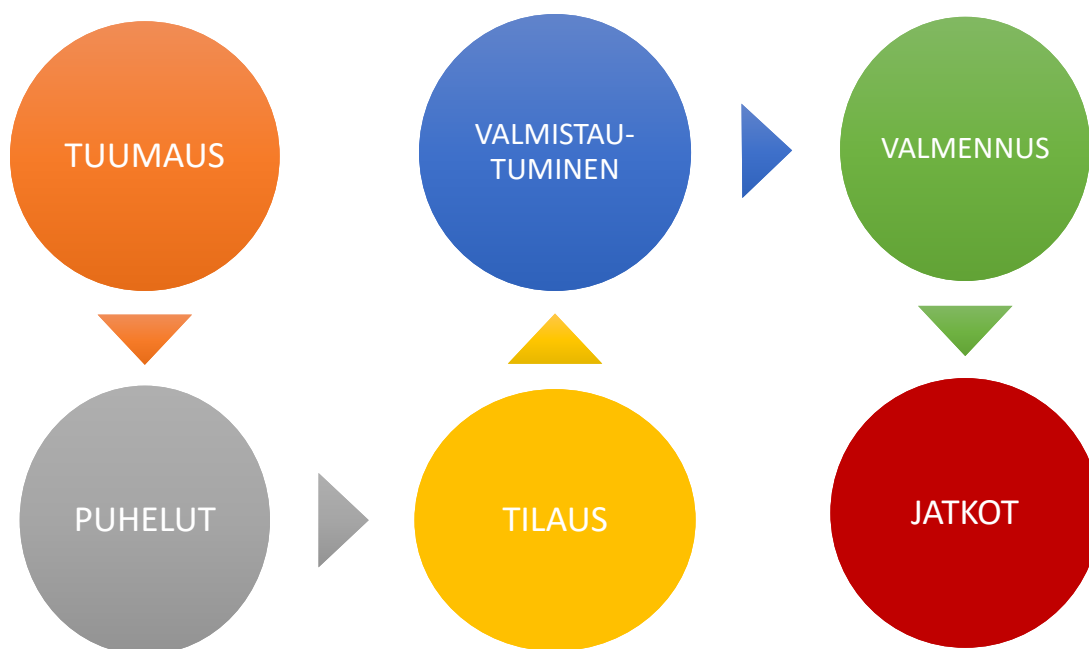 TUUMAUS
PUHELUT
TILAUS
VALMISTAU-
TUMINEN
VALMENNUS
JATKOT